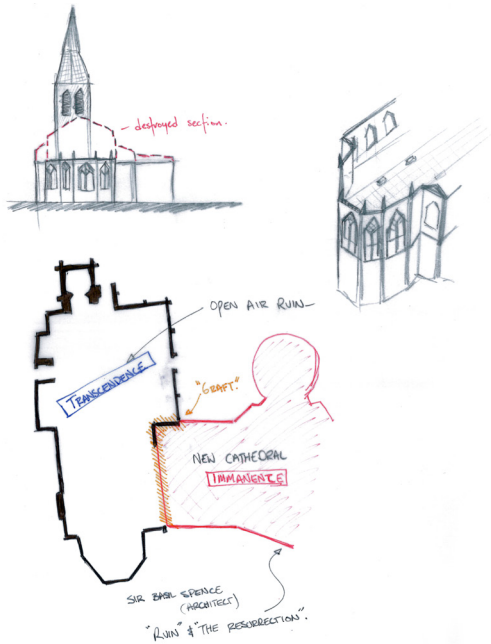 destroyed section.
OPEN AIR RUIN
TRANSCENDENCE
"GRAFT."
NEW CATHEDRAL
IMMANENCE
SIR BASIL SPENCE
(ARCHITECT)
"RUIN" & "THE RESURRECTION".